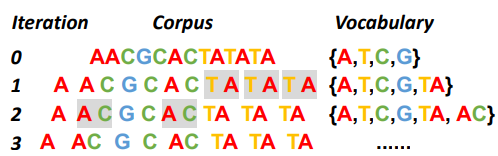 Iteration Corpus Vocabulary
0 AACGCACTATATA {A,T,C,G}
1 A A C G C A C TA TA TA {A,T,C,G,TA}
2 A AC G C AC TA TA TA {A,T,C,G,TA, AC}
3 A AC G C AC TA TA TA ......